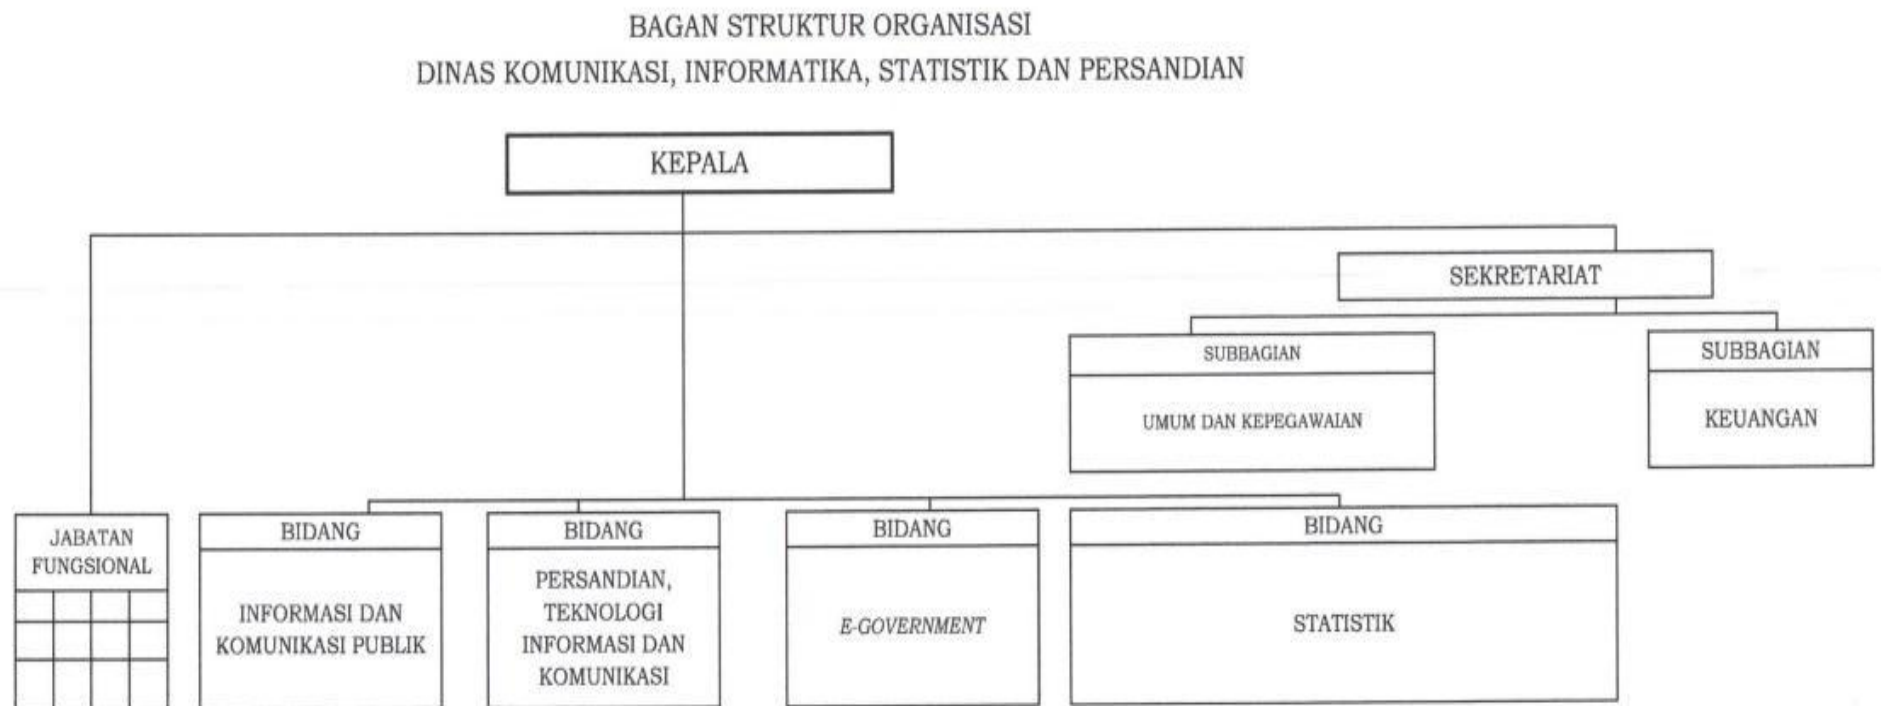 BAGAN STRUKTUR ORGANISASI
DINAS KOMUNIKASI, INFORMATIKA, STATISTIK DAN PERSANDIAN
KEPALA
SEKRETARIAT
SUBBAGIAN
UMUM DAN KEPEGAWAIAN
SUBBAGIAN
KEUANGAN
JABATAN
FUNGSIONAL
BIDANG
INFORMASI DAN
KOMUNIKASI PUBLIK
BIDANG
PERSANDIAN,
TEKNOLOGI
INFORMASI DAN
KOMUNIKASI
BIDANG
E-GOVERNMENT
BIDANG
STATISTIK